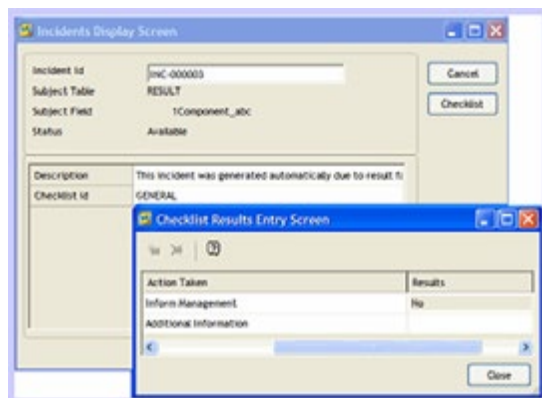 Incidents Display Screen
Incident Id INC-000003
Cancel
Subject Table RESULT
Checklist
Subject Field 1Component_abc
Status Available
Description This incident was generated automatically due to result f
Checklist Id GENERAL
Checklist Results Entry Screen
Action Taken Results
Inform Management No
Additional Information
Close